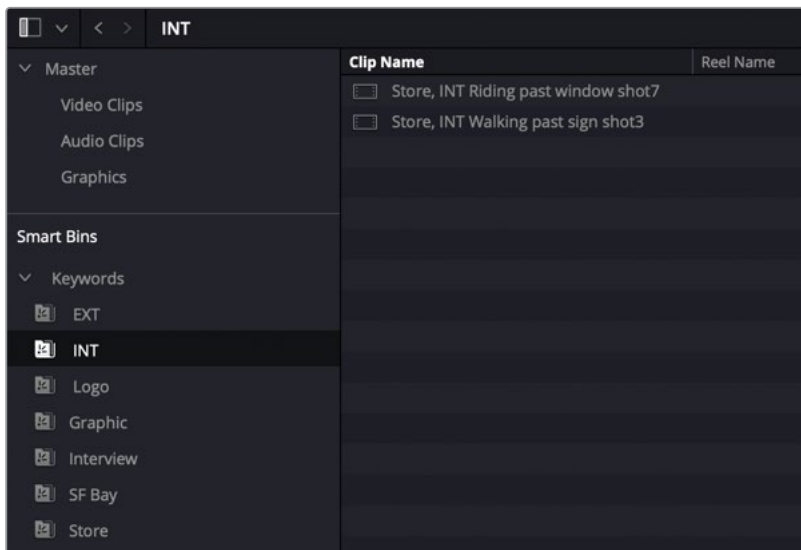 INT
Master
Video Clips
Audio Clips
Graphics
Smart Bins
Keywords
EXT
INT
Logo
Graphic
Interview
SF Bay
Store
Clip Name Reel Name
Store, INT Riding past window shot7
Store, INT Walking past sign shot3